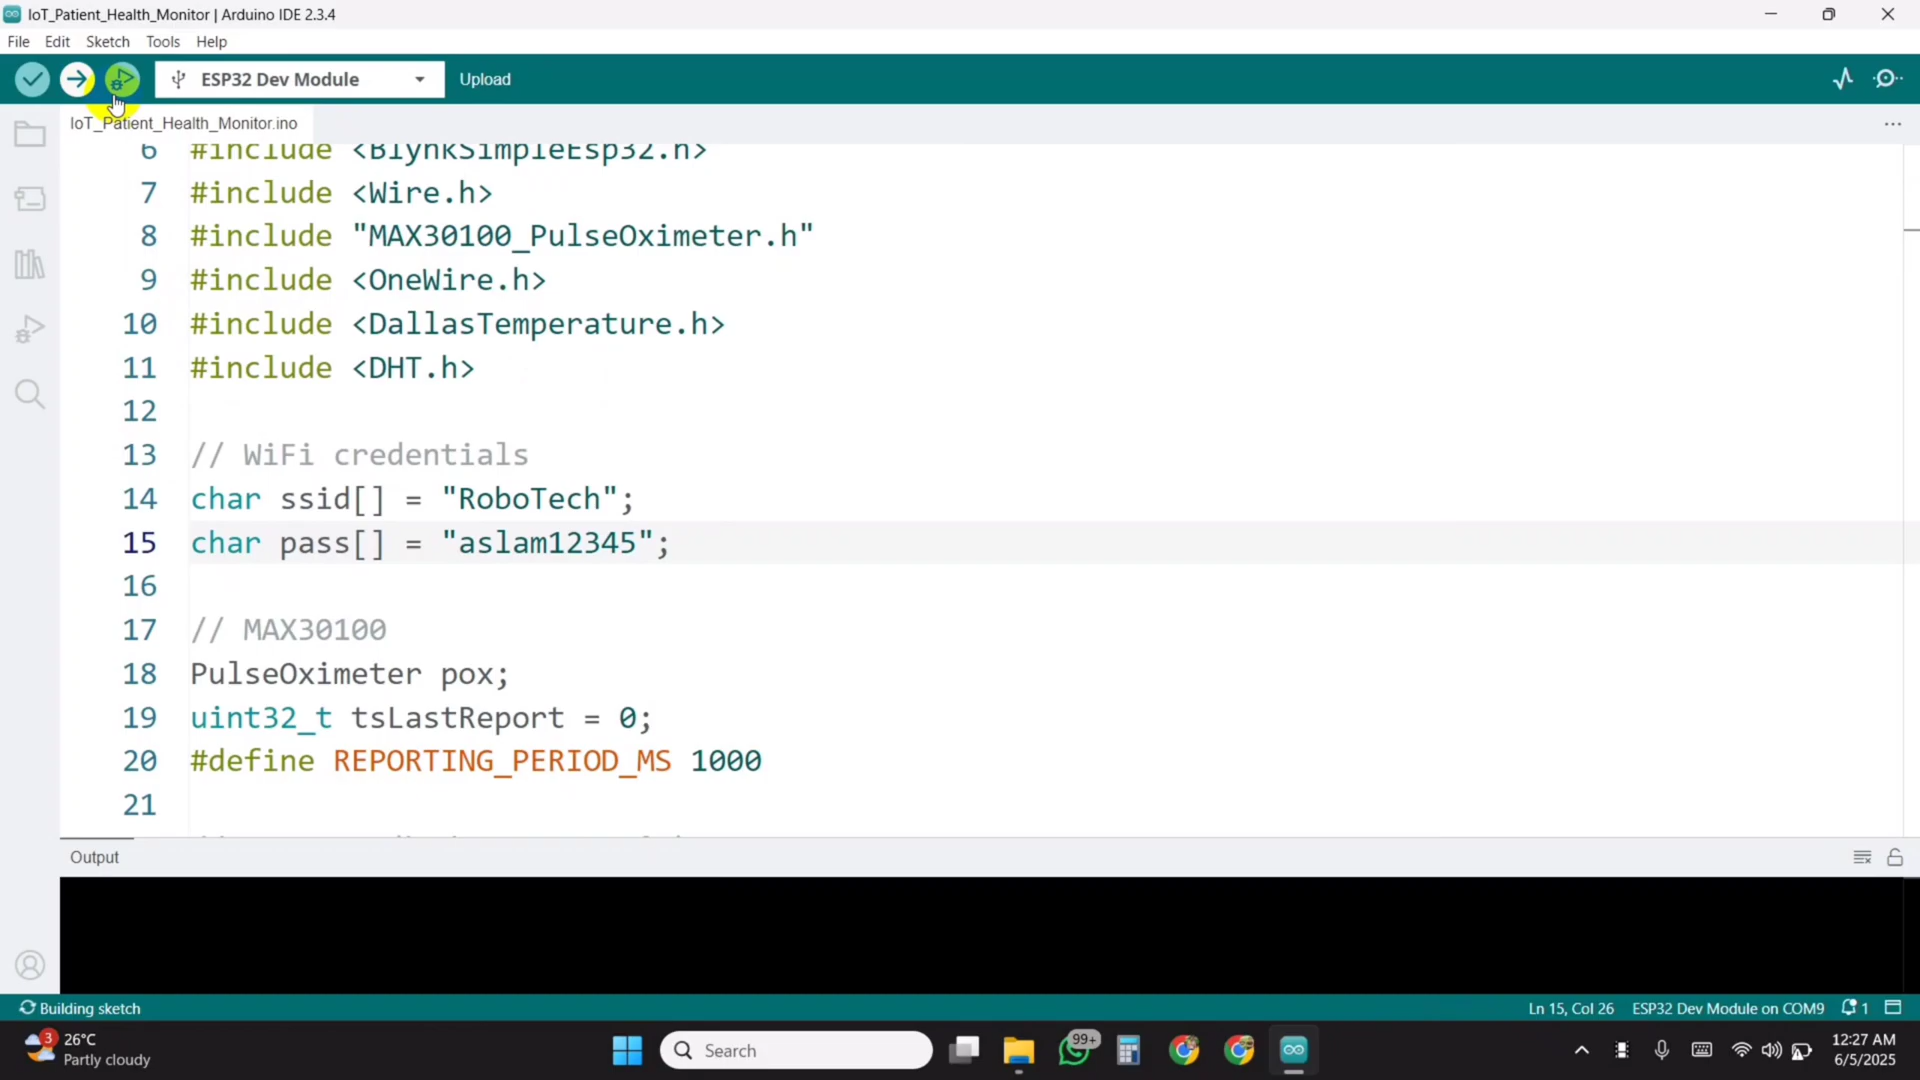 IoT_Patient_Health_Monitor | Arduino IDE 2.3.4
File Edit Sketch Tools Help
ESP32 Dev Module
Upload
IoT_Patient_Health_Monitor.ino
6 #include <BlynkSimpleEsp32.h>
7 #include <Wire.h>
8 #include "MAX30100_PulseOximeter.h"
9 #include <OneWire.h>
10 #include <DallasTemperature.h>
11 #include <DHT.h>
12
13 // WiFi credentials
14 char ssid[] = "RoboTech";
15 char pass[] = "aslam12345";
16
17 // MAX30100
18 PulseOximeter pox;
19 uint32_t tsLastReport = 0;
20 #define REPORTING_PERIOD_MS 1000
21
Output
Building sketch
Ln 15, Col 26 ESP32 Dev Module on COM9 1
3
26°C
Partly cloudy
Search
99+
12:27 AM
6/5/2025